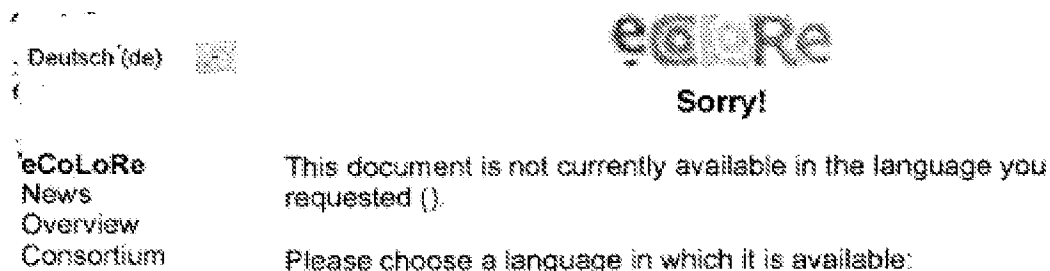 Deutsch (de)
eCoLoRe
Sorry!
eCoLoRe
News
Overview
Consortium
This document is not currently available in the language you
requested ().
Please choose a language in which it is available: